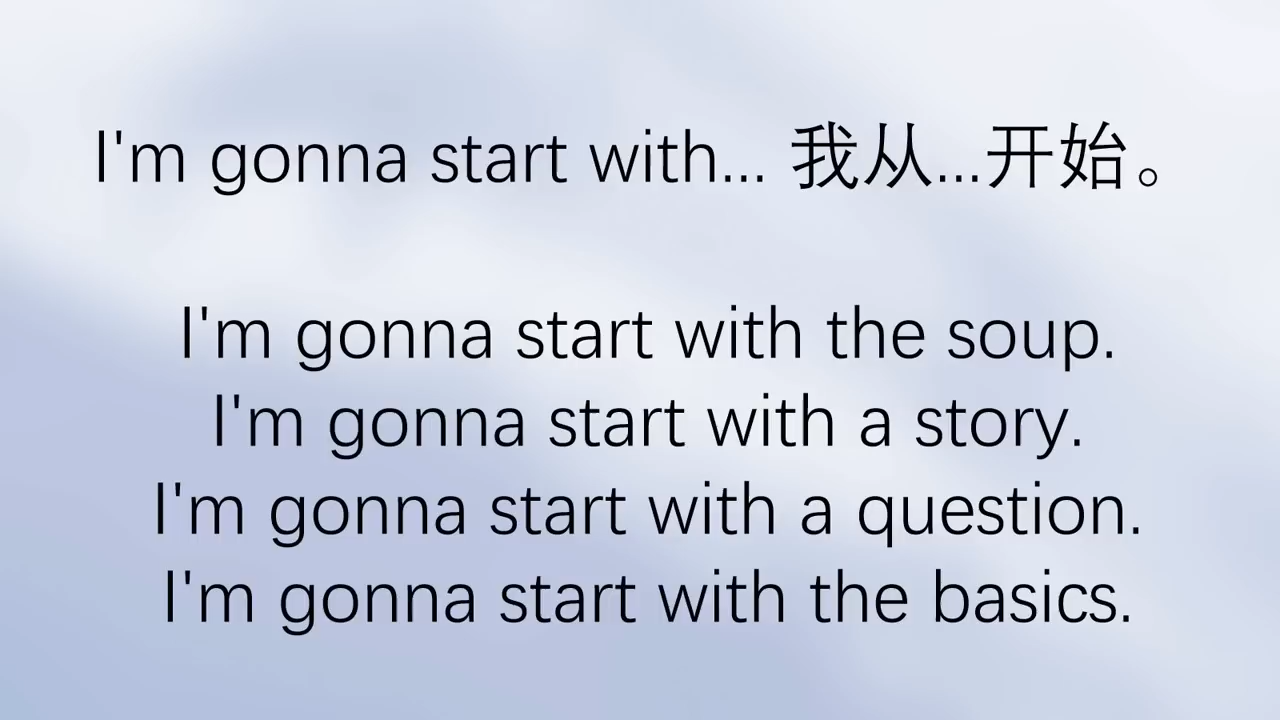 I'm gonna start with... 我从...开始。
I'm gonna start with the soup.
I'm gonna start with a story.
I'm gonna start with a question.
I'm gonna start with the basics.